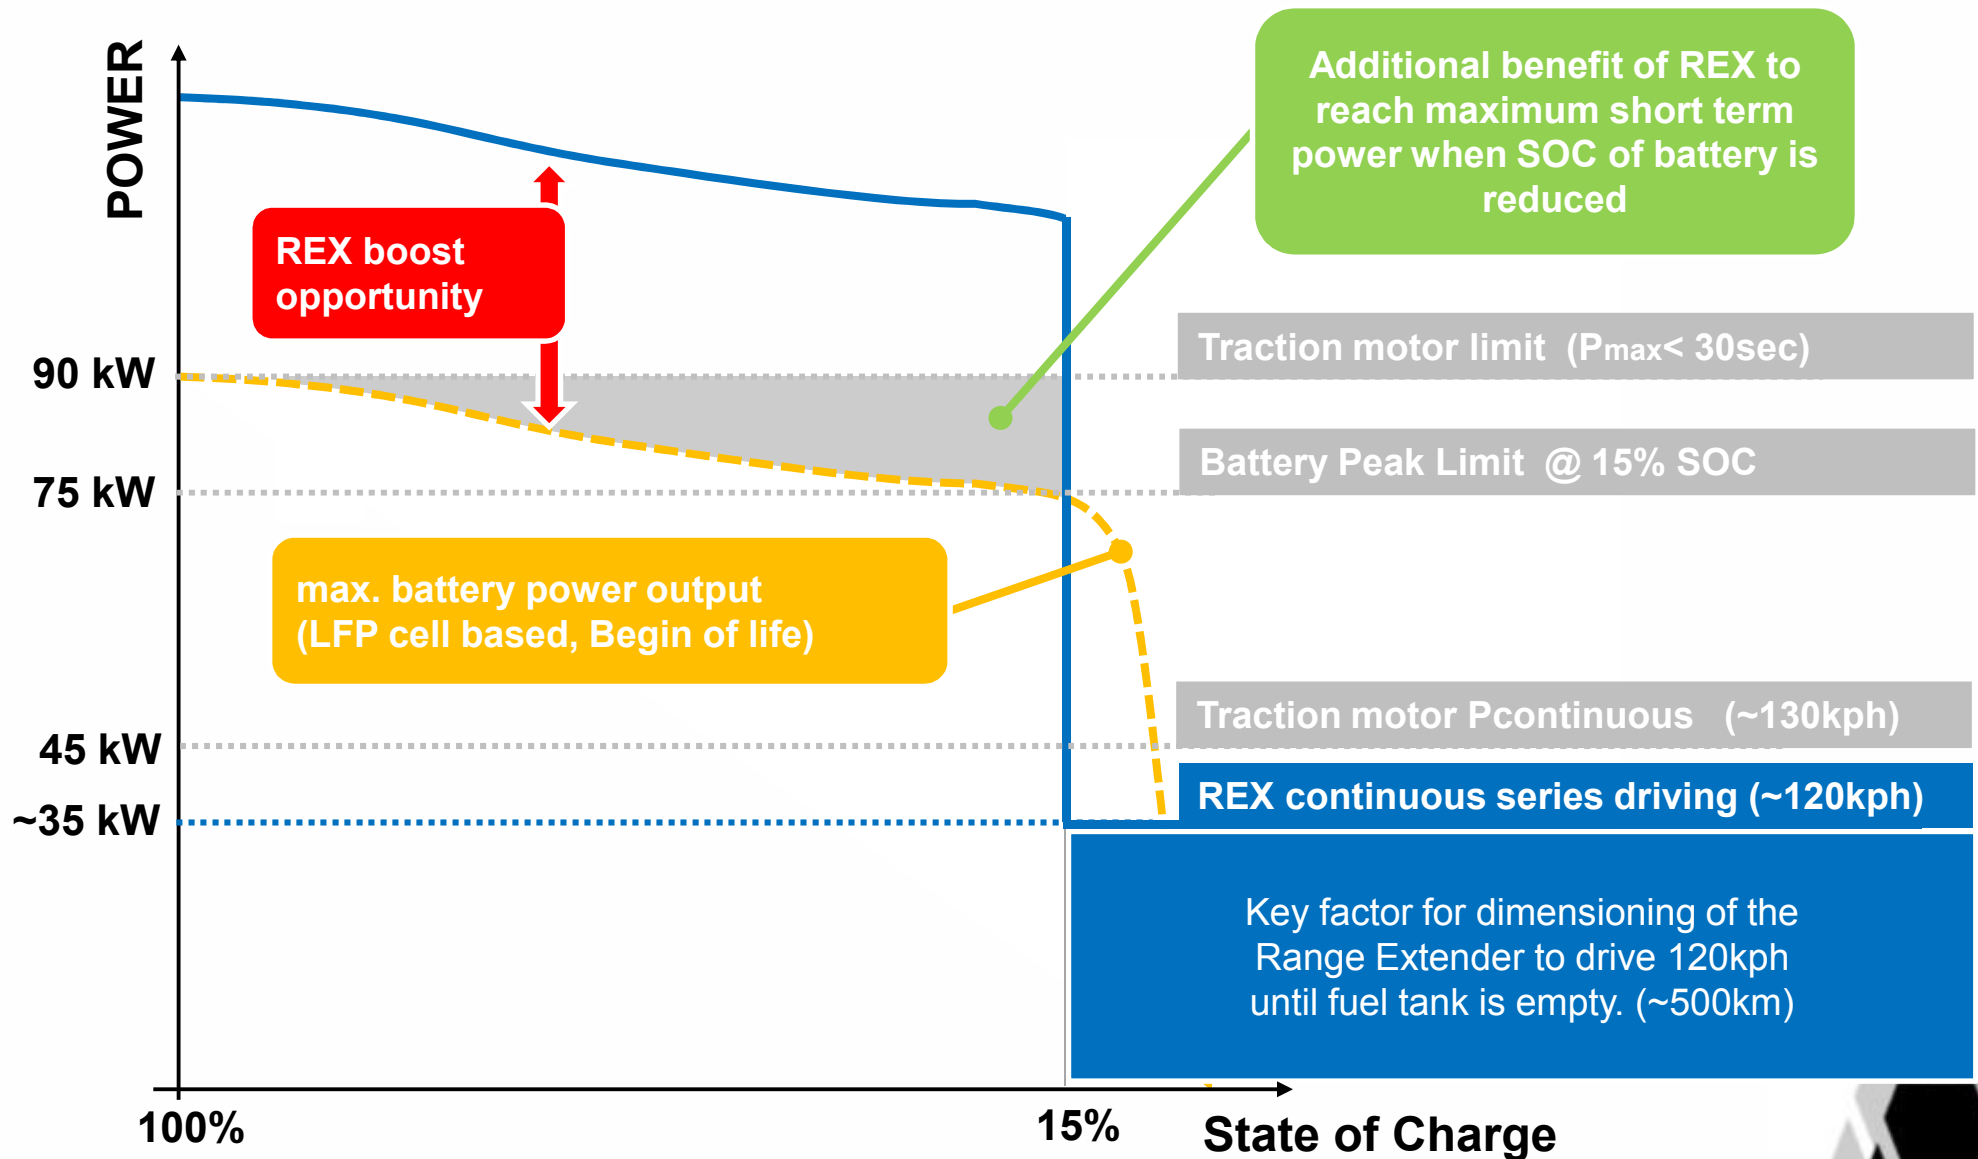 POWER
Additional benefit of REX to
reach maximum short term
power when SOC of battery is
reduced
REX boost
opportunity
Traction motor limit (Pmax< 30sec)
90 kW
Battery Peak Limit @ 15% SOC
75 kW
max. battery power output
(LFP cell based, Begin of life)
Traction motor Pcontinuous (~130kph)
45 kW
REX continuous series driving (~120kph)
~35 kW
Key factor for dimensioning of the
Range Extender to drive 120kph
until fuel tank is empty. (~500km)
100%
15%
State of Charge